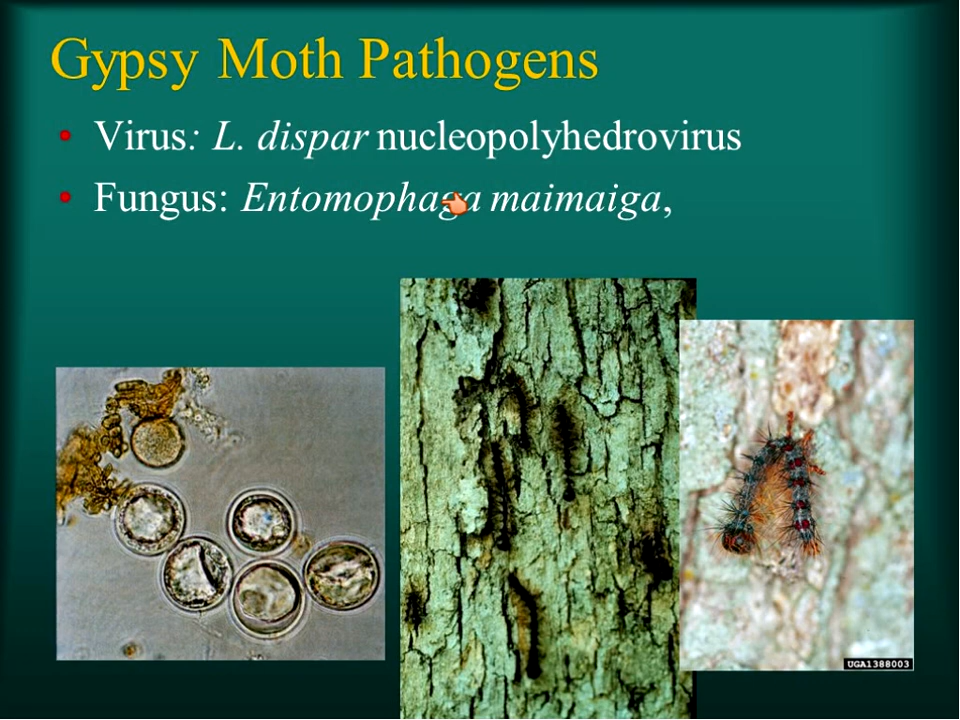 Gypsy Moth Pathogens
• Virus: L. dispar nucleopolyhedrovirus
• Fungus: Entomophaga maimaiga,
UGA1388003